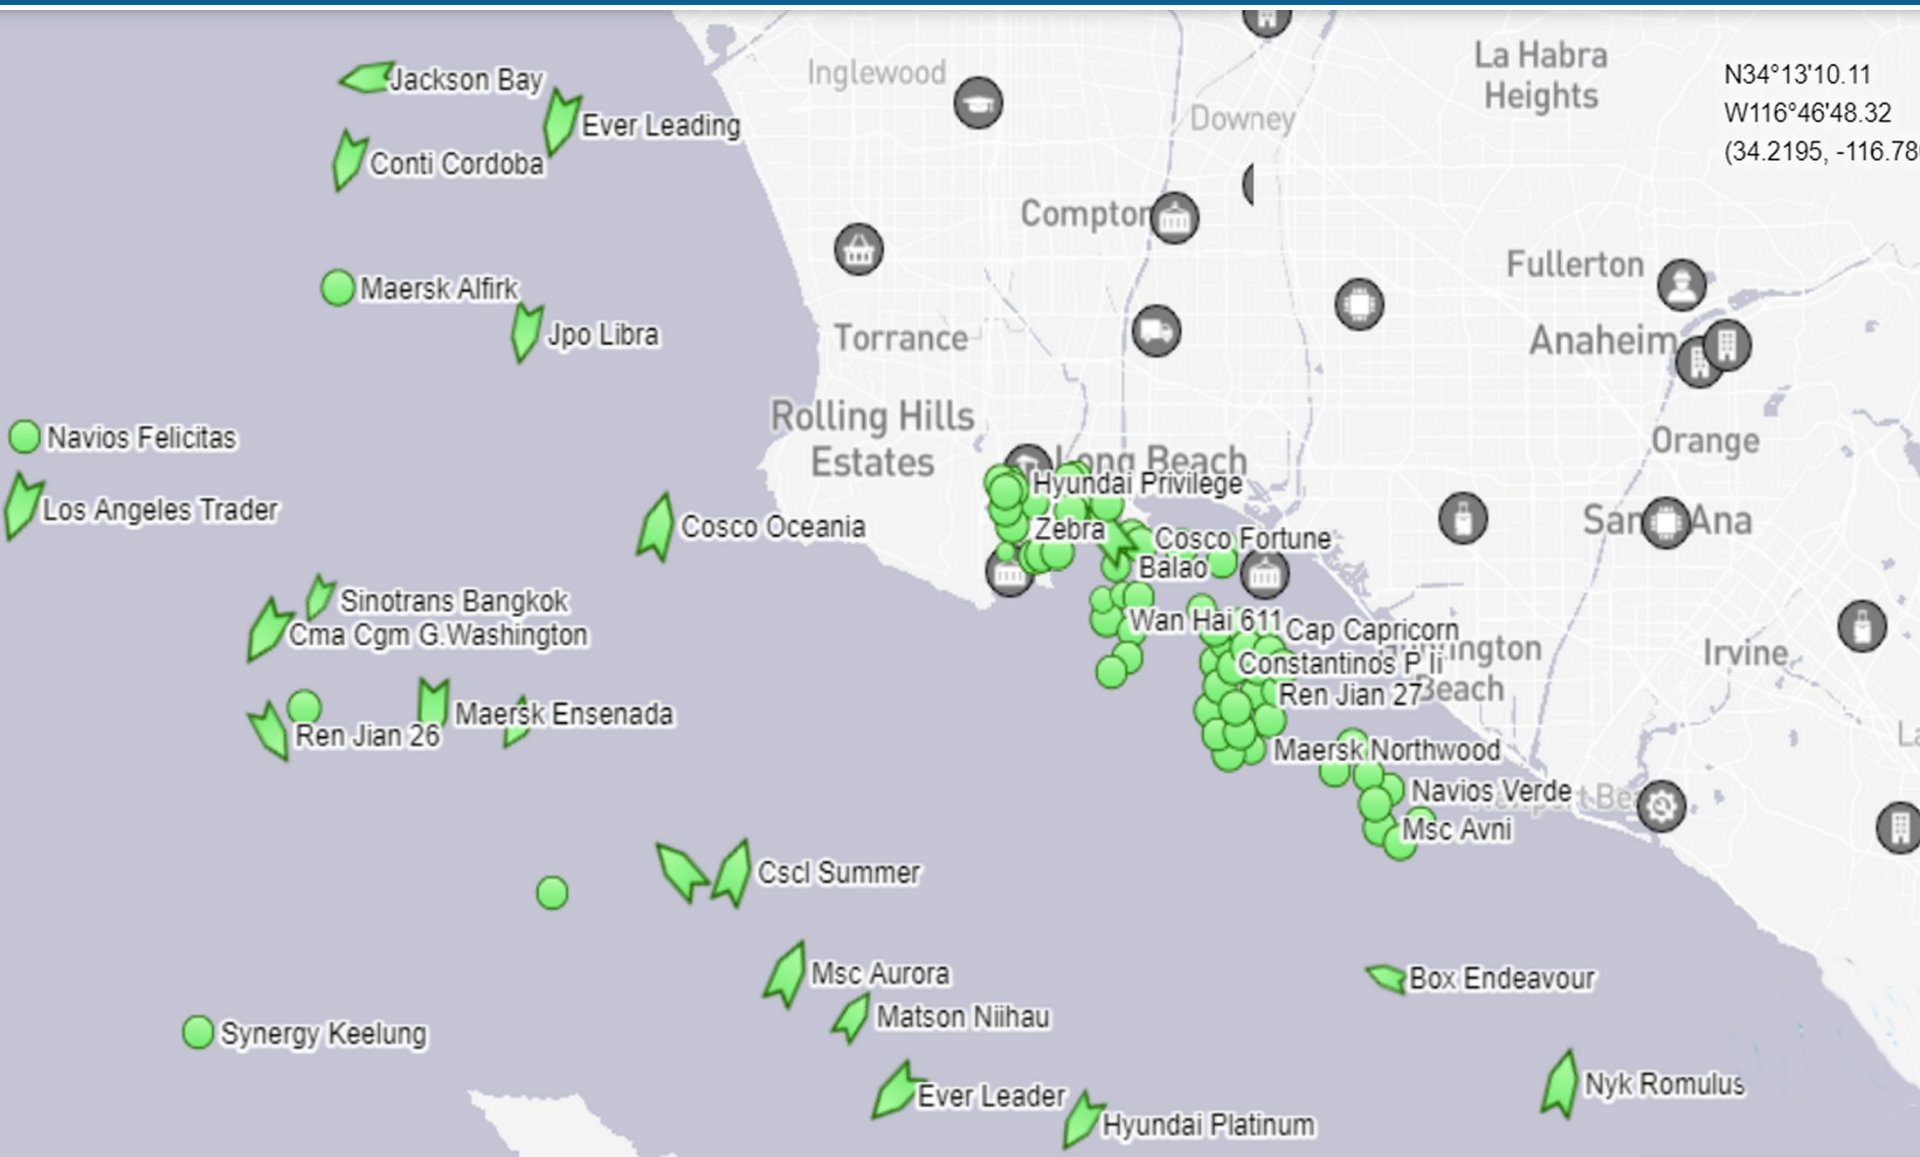 La Habra
Heights
N34°13'10.11
W116°46'48.32
(34.2195, -116.78
Inglewood
Jackson Bay
Ever Leading
Downey
Conti Cordoba
Compton
Fullerton
Maersk Alfirk
Jpo Libra
Torrance
Anaheim
Rolling Hills
Estates
Navios Felicitas
Orange
Long Beach
Hyundai Privilege
Los Angeles Trader
Cosco Oceania
Zebra
Cosco Fortune
Santa Ana
Balao
Sinotrans Bangkok
Cma Cgm G.Washington
Wan Hai 611
Cap Capricorn
Constantinos P Ii
Irvine
Ren Jian 27
Beach
Maersk Ensenada
Ren Jian 26
Maersk Northwood
Navios Verde
Msc Avni
Cscl Summer
Msc Aurora
Box Endeavour
Matson Niihau
Synergy Keelung
Ever Leader
Nyk Romulus
Hyundai Platinum